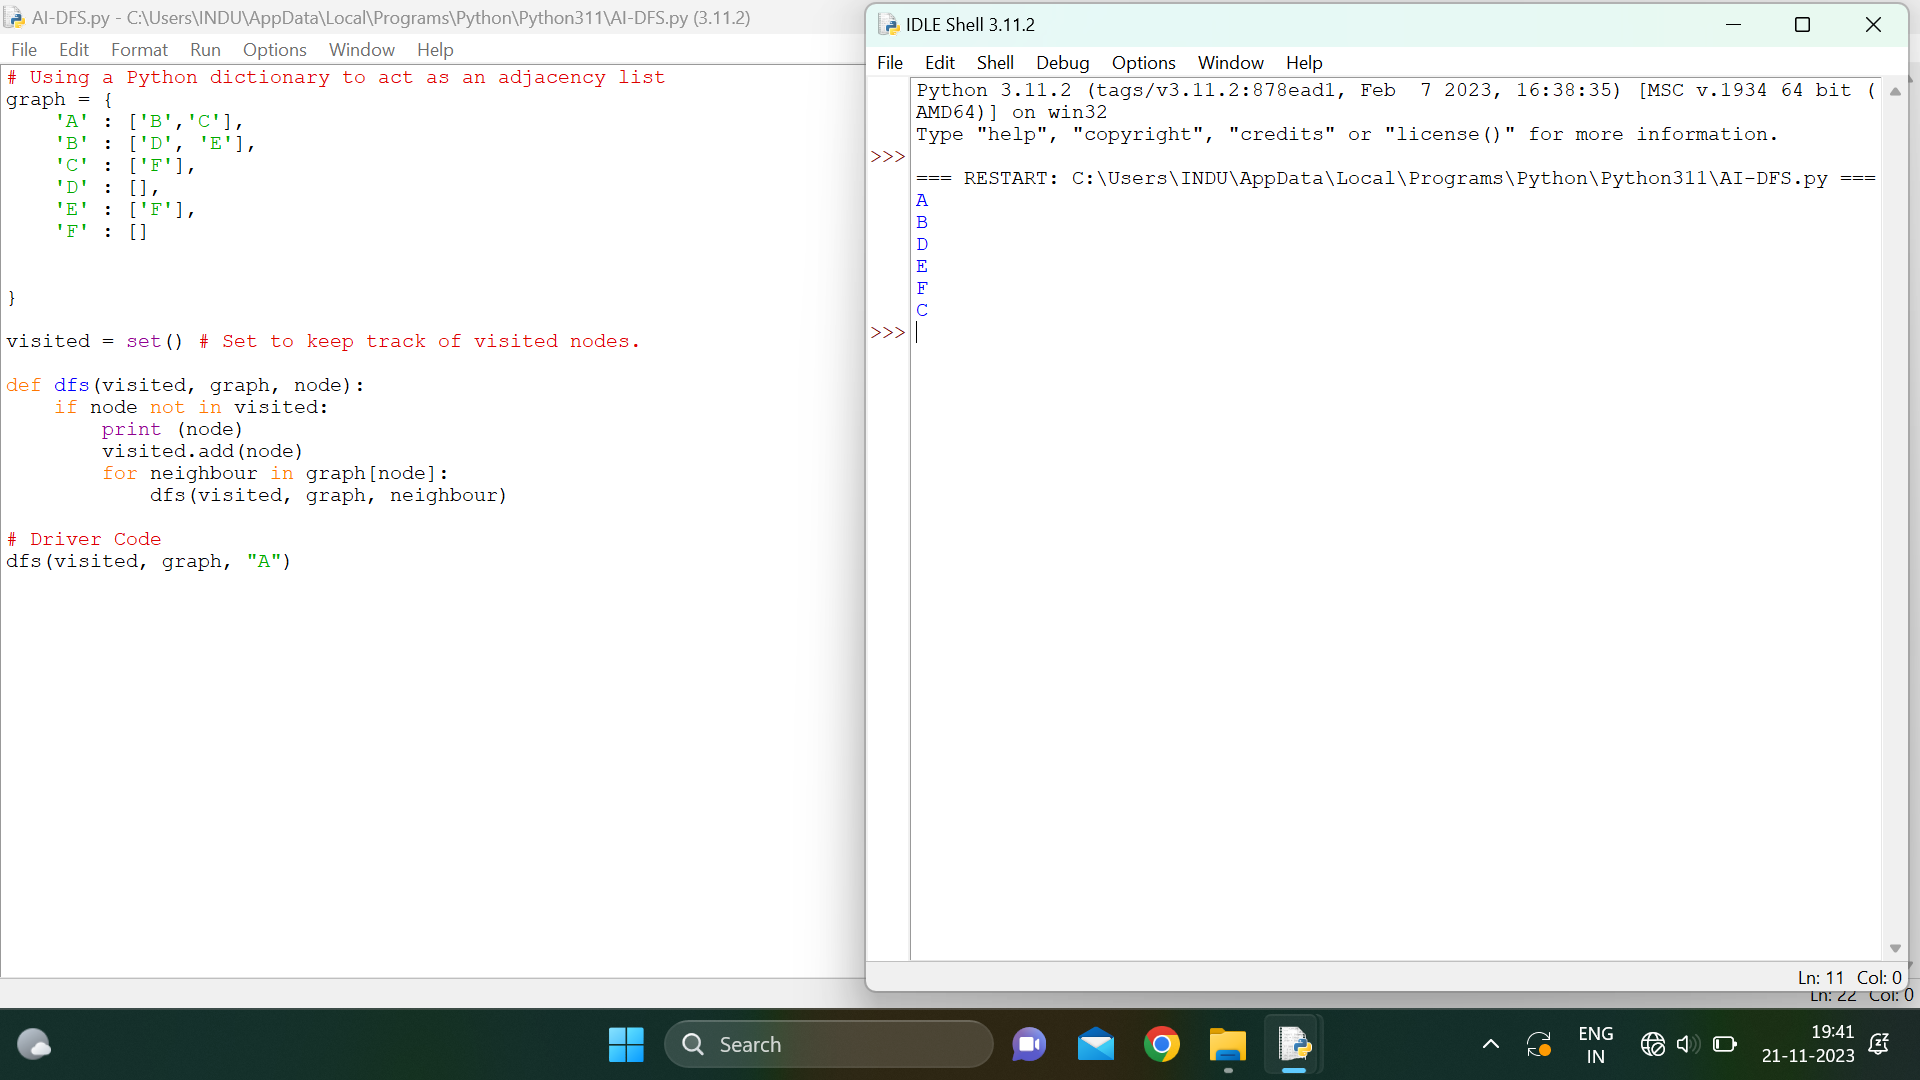 AI-DFS.py - C:\Users\INDU\AppData\Local\Programs\Python\Python311\AI-DFS.py (3.11.2)
File Edit Format Run Options Window Help
# Using a Python dictionary to act as an adjacency list
graph = {
    'A' : ['B','C'],
    'B' : ['D', 'E'],
    'C' : ['F'],
    'D' : [],
    'E' : ['F'],
    'F' : []
}
visited = set() # Set to keep track of visited nodes.
def dfs(visited, graph, node):
    if node not in visited:
        print (node)
        visited.add(node)
        for neighbour in graph[node]:
            dfs(visited, graph, neighbour)
# Driver Code
dfs(visited, graph, "A")
Ln: 22 Col: 0
IDLE Shell 3.11.2
File Edit Shell Debug Options Window Help
Python 3.11.2 (tags/v3.11.2:878ead1, Feb  7 2023, 16:38:35) [MSC v.1934 64 bit (
AMD64)] on win32
Type "help", "copyright", "credits" or "license()" for more information.
>>>
=== RESTART: C:\Users\INDU\AppData\Local\Programs\Python\Python311\AI-DFS.py ===
A
B
D
E
F
C
>>>
Ln: 11 Col: 0
Search
ENG
IN
19:41
21-11-2023